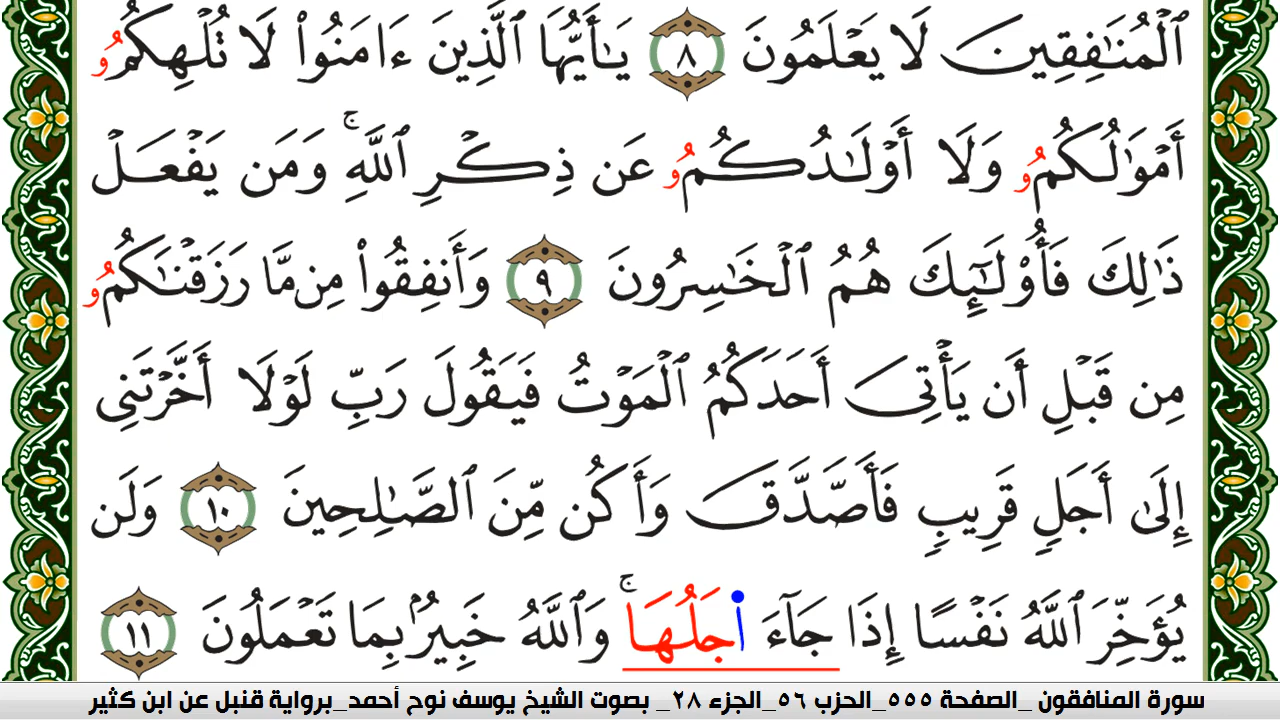 ٱلْمُنَٰفِقِينَ لَا يَعْلَمُونَ ٨ يَٰأَيُّهَا ٱلَّذِينَ ءَامَنُوا۟ لَا تُلْهِكُمُۥ
أَمْوَٰلُكُمُۥ وَلَا أَوْلَٰدُكُمُۥ عَن ذِكْرِ ٱللَّهِۚ وَمَن يَفْعَلْ
ذَٰلِكَ فَأُو۟لَٰٓئِكَ هُمُ ٱلْخَٰسِرُونَ ٩ وَأَنفِقُوا۟ مِن مَّا رَزَقْنَٰكُمُۥ
مِن قَبْلِ أَن يَأْتِىَ أَحَدَكُمُ ٱلْمَوْتُ فَيَقُولَ رَبِّ لَوْلَا أَخَّرْتَنِى
إِلَىٰ أَجَلٍ قَرِيبٍ فَأَصَّدَّقَ وَأَكُن مِّنَ ٱلصَّٰلِحِينَ ١٠ وَلَن
يُؤَخِّرَ ٱللَّهُ نَفْسًا إِذَا جَآءَ اَجَلُهَاۚ وَٱللَّهُ خَبِيرُۢ بِمَا تَعْمَلُونَ ١١
سورة المنافقون _الصفحة ٥٥٥_الحزب ٥٦_الجزء ٢٨_ بصوت الشيخ يوسف نوح أحمد_برواية قنبل عن ابن كثير